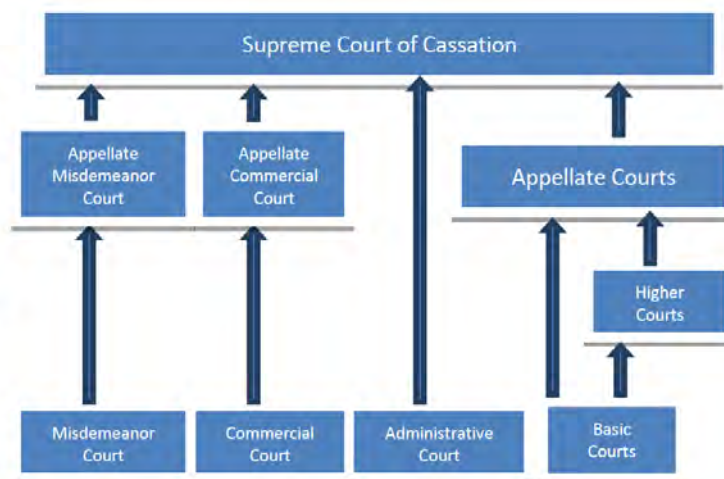 Supreme Court of Cassation
Appellate
Misdemeanor
Court
Appellate
Commercial
Court
Appellate Courts
Higher
Courts
Misdemeanor
Court
Commercial
Court
Administrative
Court
Basic
Courts